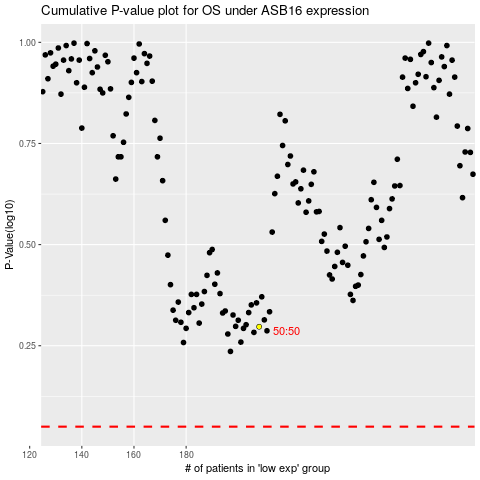 Cumulative P-value plot for OS under ASB16 expression
P-Value(log10)
1.00
0.75
0.50
0.25
50:50
120 140 160 180
# of patients in 'low exp' group